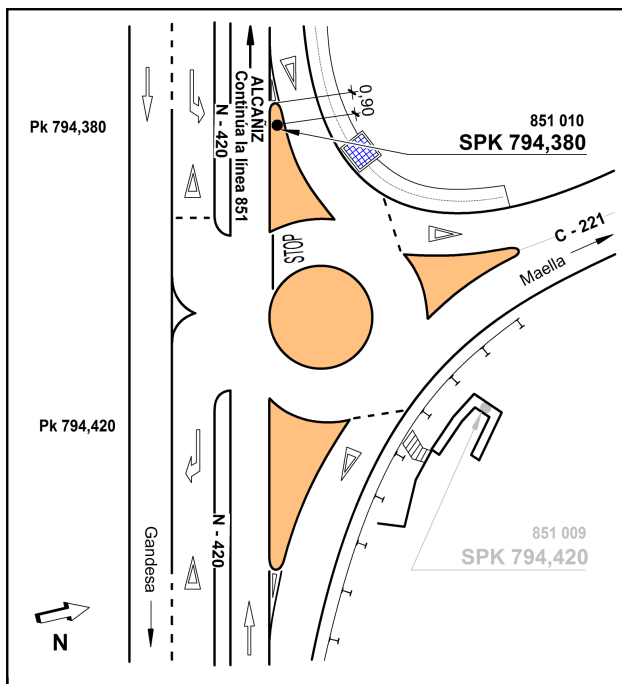 ALCAÑIZ
Continúa la línea 851
N - 420
0,90
Pk 794,380
851 010
SPK 794,380
STOP
C - 221
Maella
Pk 794,420
N - 420
Gandesa
851 009
SPK 794,420
N